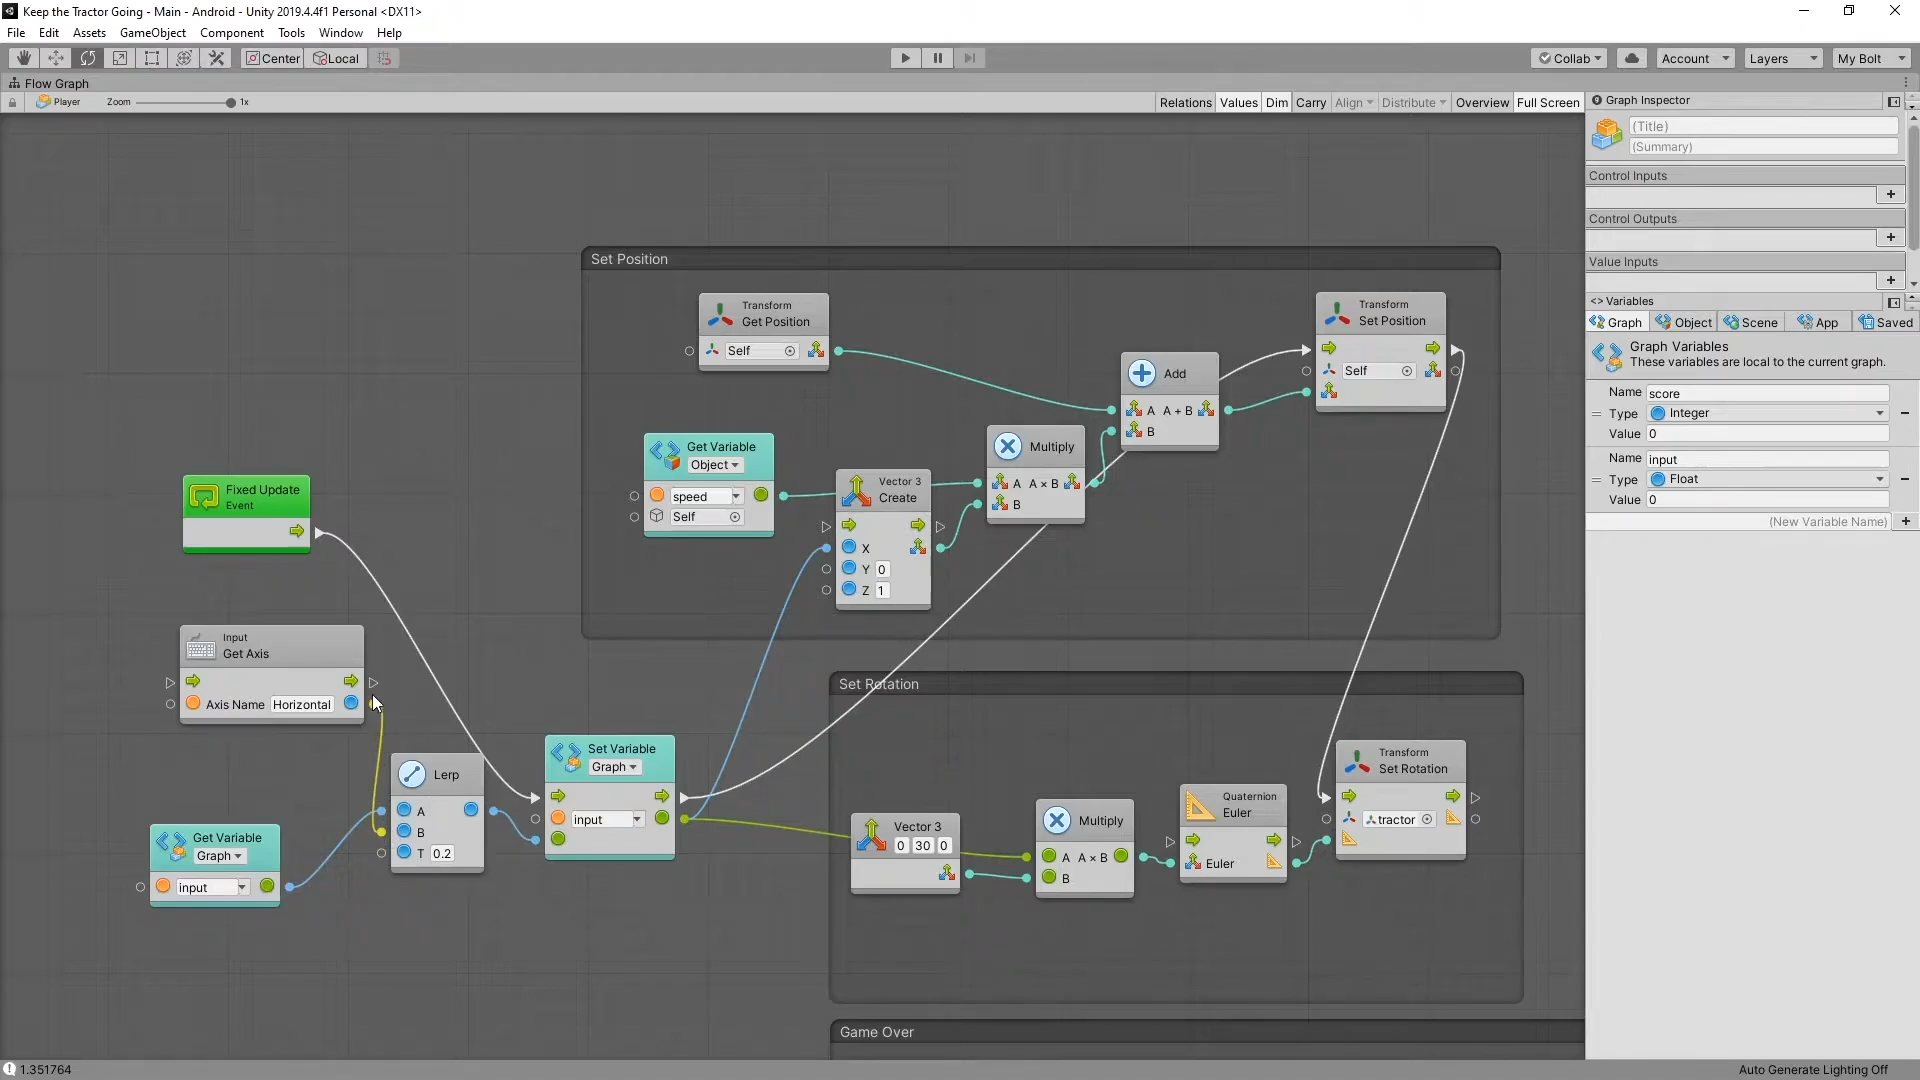 Keep the Tractor Going - Main - Android - Unity 2019.4.4f1 Personal <DX11>
File Edit Assets GameObject Component Tools Window Help
Center Local Collab Account Layers My Bolt
Flow Graph
Player Zoom 1x Relations Values Dim Carry Align Distribute Overview Full Screen
Graph Inspector
(Title)
(Summary)
Control Inputs
+
Control Outputs
+
Value Inputs
+
<> Variables
Graph Object Scene App Saved
Graph Variables
These variables are local to the current graph.
Name score
Type Integer
Value 0
Name input
Type Float
Value 0
(New Variable Name) +
Set Position
Transform
Get Position
Self
Transform
Set Position
Self
Add
A A + B
B
Get Variable
Object
speed
Self
Vector 3
Create
X
Y 0
Z 1
Multiply
A A × B
B
Fixed Update
Event
Input
Get Axis
Axis Name Horizontal
Lerp
A
B
T 0.2
Get Variable
Graph
input
Set Variable
Graph
input
Set Rotation
Vector 3
0 30 0
Multiply
A A × B
B
Quaternion
Euler
Euler
Transform
Set Rotation
tractor
Game Over
1.351764
Auto Generate Lighting Off